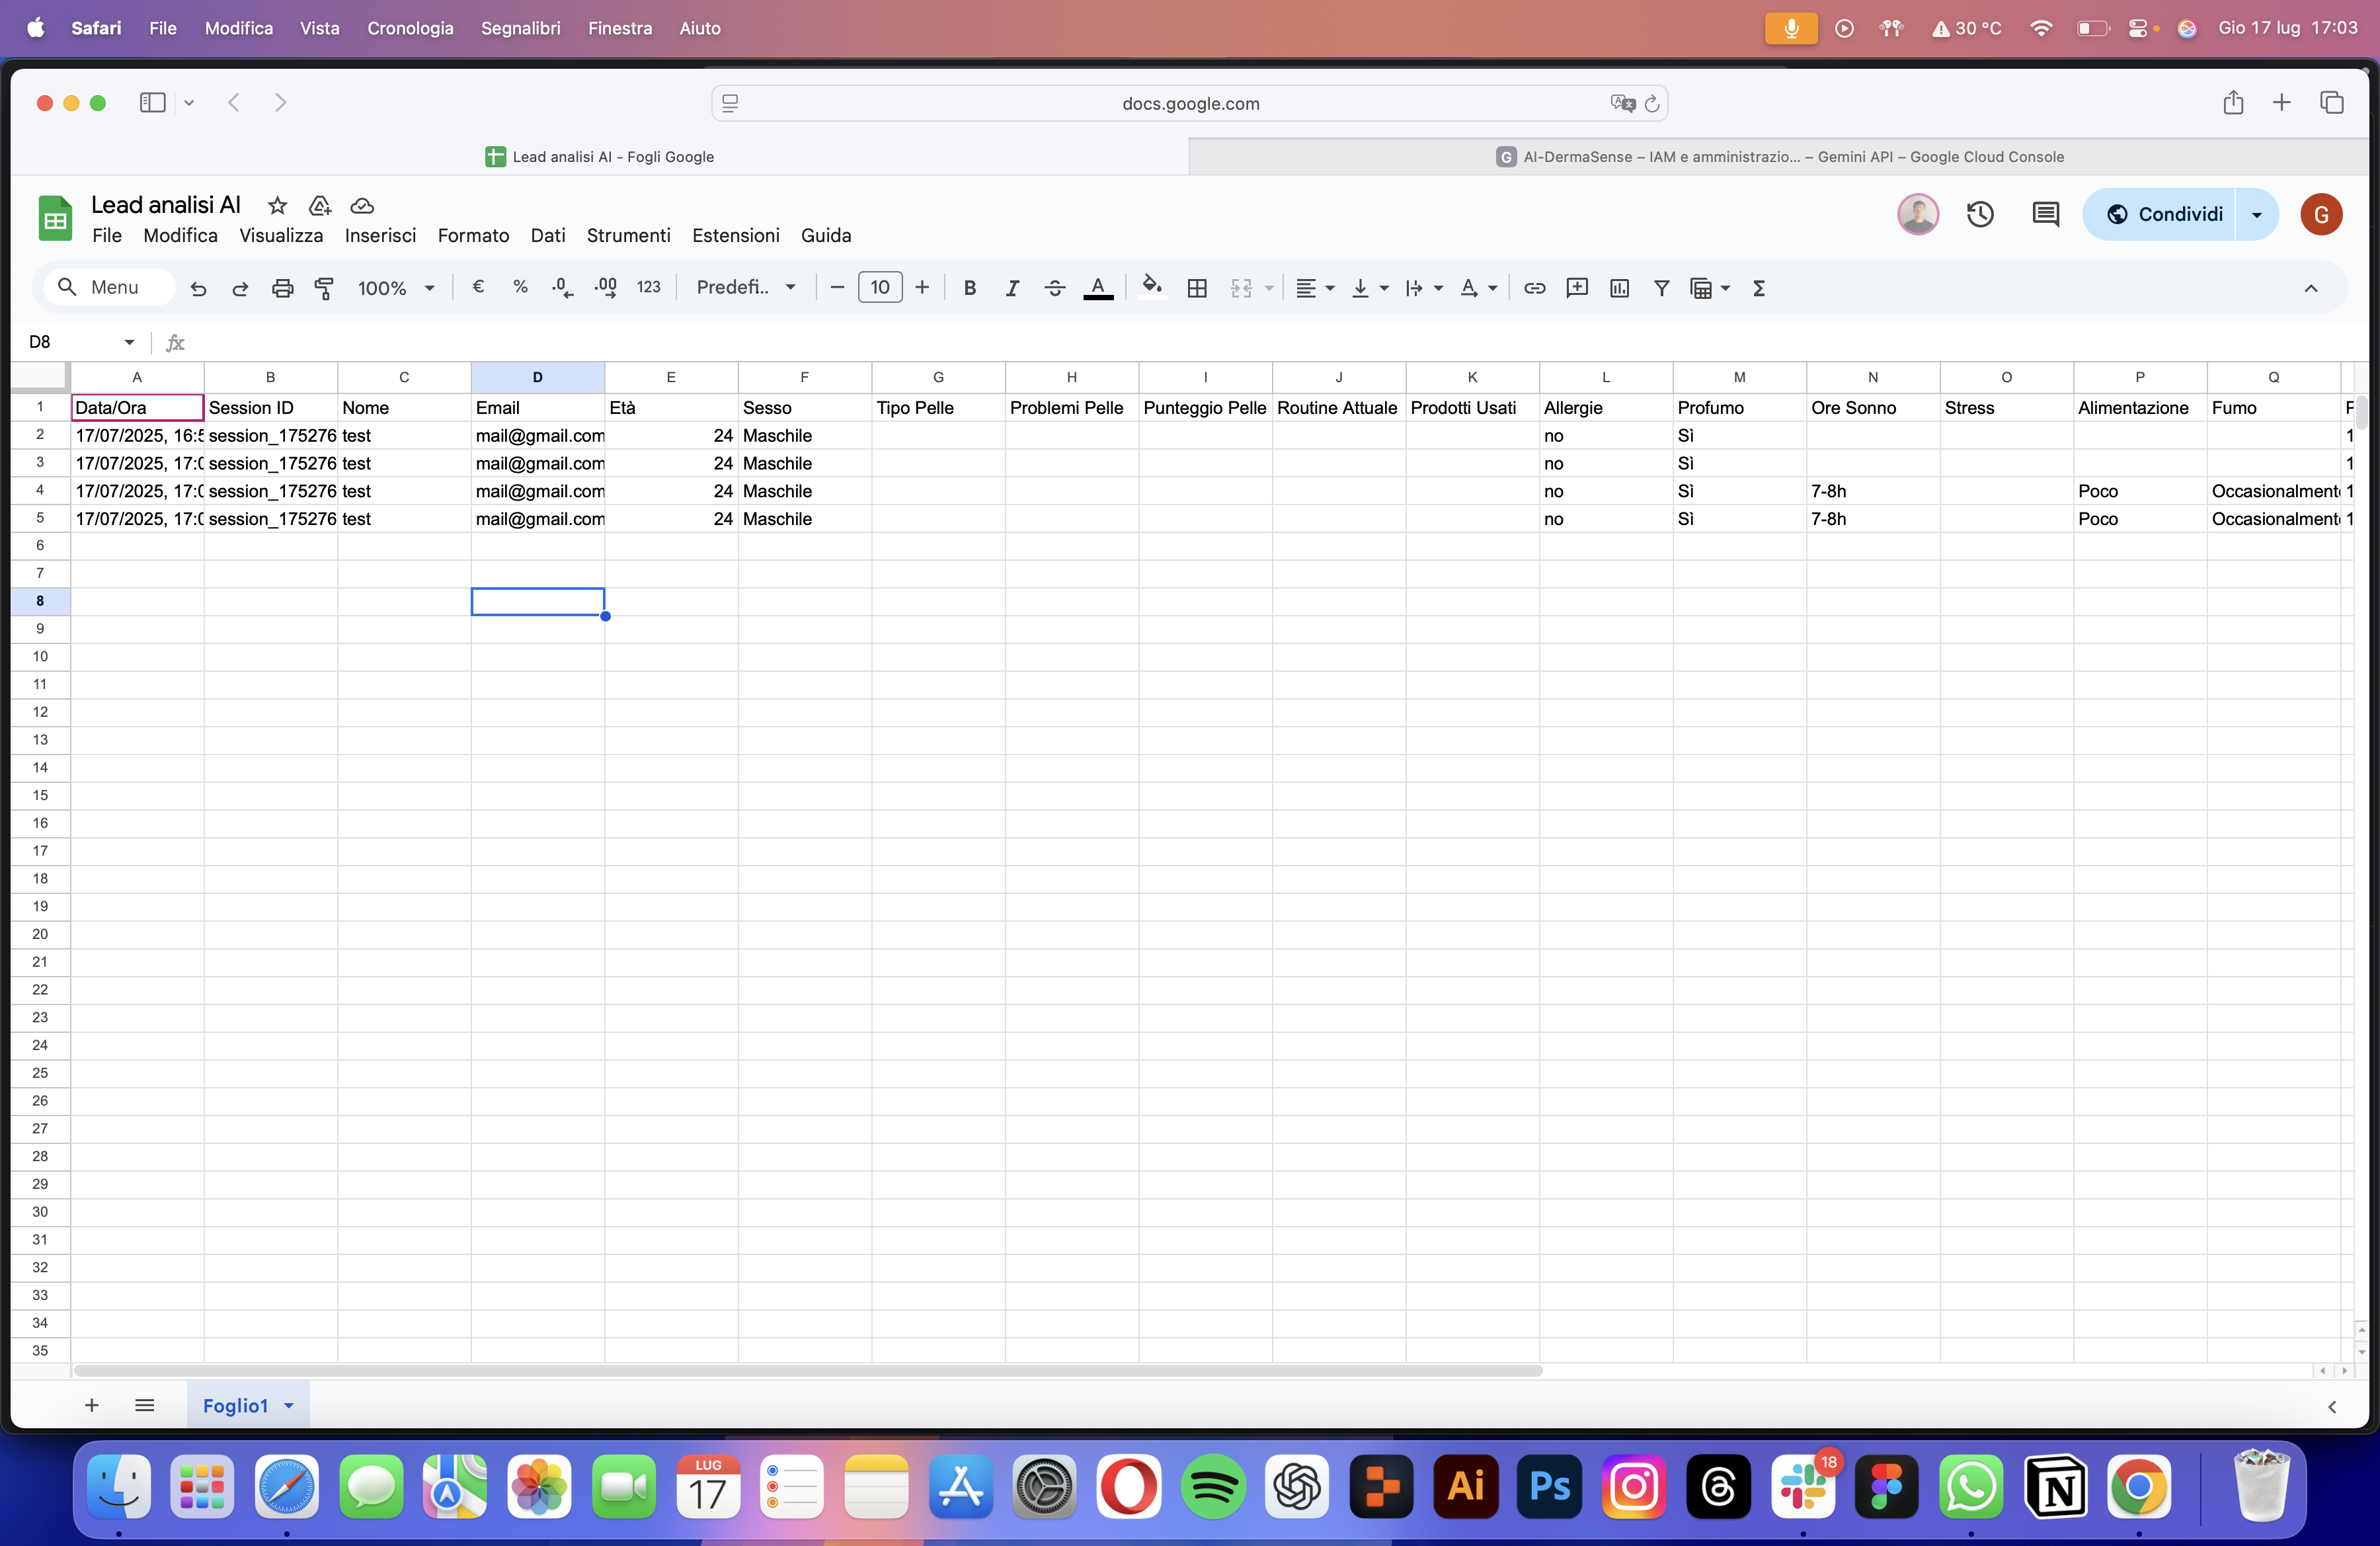 Safari File Modifica Vista Cronologia Segnalibri Finestra Aiuto 30 °C Gio 17 lug 17:03
docs.google.com
Lead analisi AI - Fogli Google
G AI-DermaSense – IAM e amministrazio... – Gemini API – Google Cloud Console
Lead analisi AI
Condividi
G
File Modifica Visualizza Inserisci Formato Dati Strumenti Estensioni Guida
Menu 100% € % .0 .00 123 Predefi.. 10 B I A Σ
D8 fx
A B C D E F G H I J K L M N O P Q
1 Data/Ora Session ID Nome Email Età Sesso Tipo Pelle Problemi Pelle Punteggio Pelle Routine Attuale Prodotti Usati Allergie Profumo Ore Sonno Stress Alimentazione Fumo
2 17/07/2025, 16:5 session_175276 test mail@gmail.com 24 Maschile no Sì 1
3 17/07/2025, 17:0 session_175276 test mail@gmail.com 24 Maschile no Sì 1
4 17/07/2025, 17:0 session_175276 test mail@gmail.com 24 Maschile no Sì 7-8h Poco Occasionalment 1
5 17/07/2025, 17:0 session_175276 test mail@gmail.com 24 Maschile no Sì 7-8h Poco Occasionalment 1
6
7
8
9
10
11
12
13
14
15
16
17
18
19
20
21
22
23
24
25
26
27
28
29
30
31
32
33
34
35
Foglio1
LUG
17
Ai
Ps
18
N